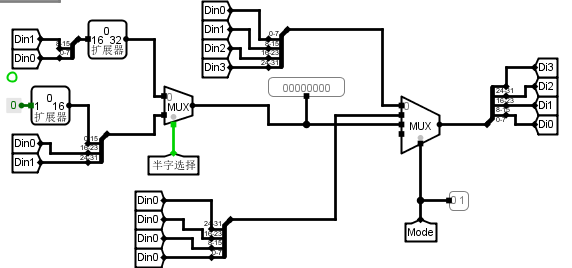 Din1
Din0
8-15
0-7
0
16 32
扩展器
0
0
1 16
扩展器
Din0
Din1
0-15
16-23
24-31
0
MUX
半字选择
Din0
Din1
Din2
Din3
0-7
8-15
16-23
24-31
00000000
Din0
Din0
Din0
Din0
24-31
16-23
8-15
0-7
0
MUX
0 1
Mode
Di3
Di2
Di1
Di0
24-31
16-23
8-15
0-7